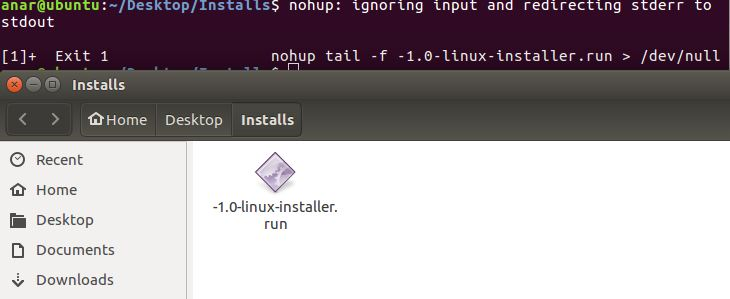 anar@ubuntu:~/Desktop/Installs$ nohup: ignoring input and redirecting stderr to
stdout
[1]+  Exit 1                  nohup tail -f -1.0-linux-installer.run > /dev/null
Installs
Home Desktop Installs
Recent
Home
Desktop
Documents
Downloads
-1.0-linux-installer.
run